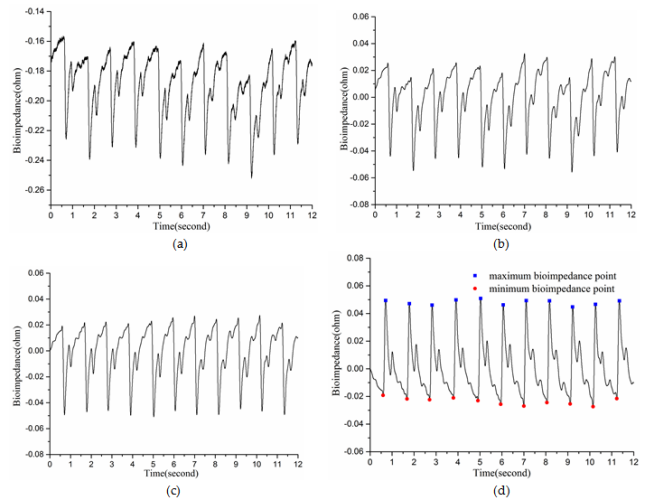 -0.14
-0.16
-0.18
-0.20
-0.22
-0.24
-0.26
Bioimpedance(ohm)
0 1 2 3 4 5 6 7 8 9 10 11 12
Time(second)
(a)
0.06
0.04
0.02
0.00
-0.02
-0.04
-0.06
-0.08
Bioimpedance(ohm)
0 1 2 3 4 5 6 7 8 9 10 11 12
Time(second)
(b)
0.06
0.04
0.02
0.00
-0.02
-0.04
-0.06
-0.08
Bioimpedance(ohm)
0 1 2 3 4 5 6 7 8 9 10 11 12
Time(second)
(c)
0.08
0.06
0.04
0.02
0.00
-0.02
-0.04
-0.06
Bioimpedance(ohm)
maximum bioimpedance point
minimum bioimpedance point
0 1 2 3 4 5 6 7 8 9 10 11 12
Time(second)
(d)